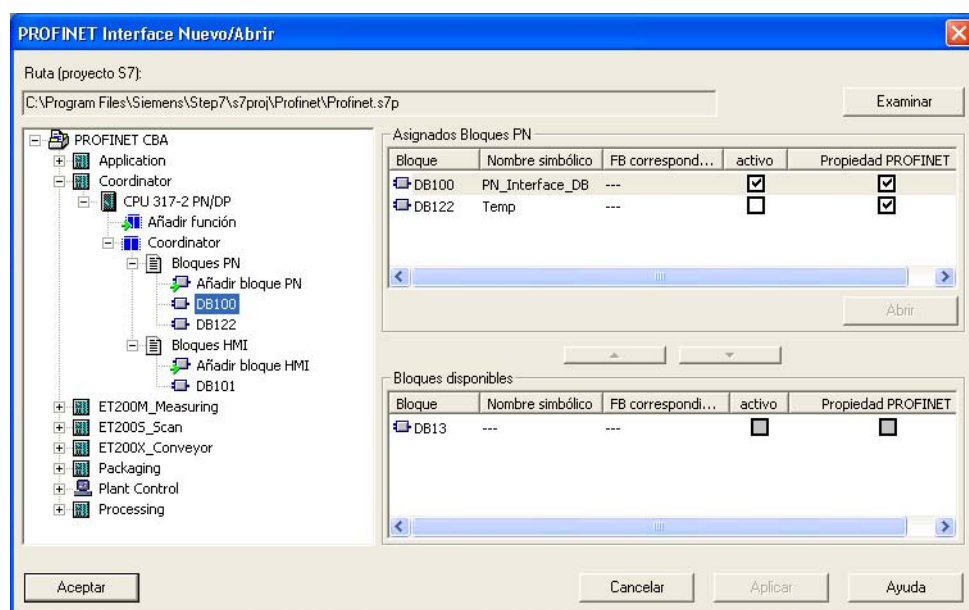 PROFINET Interface Nuevo/Abrir
Ruta (proyecto S7):
C:\Program Files\Siemens\Step7\s7proj\Profinet\Profinet.s7p
Examinar
PROFINET CBA
Application
Coordinator
CPU 317-2 PN/DP
Añadir función
Coordinator
Bloques PN
Añadir bloque PN
DB100
DB122
Bloques HMI
Añadir bloque HMI
DB101
ET200M_Measuring
ET200S_Scan
ET200X_Conveyor
Packaging
Plant Control
Processing
Asignados Bloques PN
Bloque Nombre simbólico FB correspond... activo Propiedad PROFINET
DB100 PN_Interface_DB ---
DB122 Temp ---
Abrir
Bloques disponibles
Bloque Nombre simbólico FB correspondi... activo Propiedad PROFINET
DB13 --- ---
Aceptar Cancelar Aplicar Ayuda